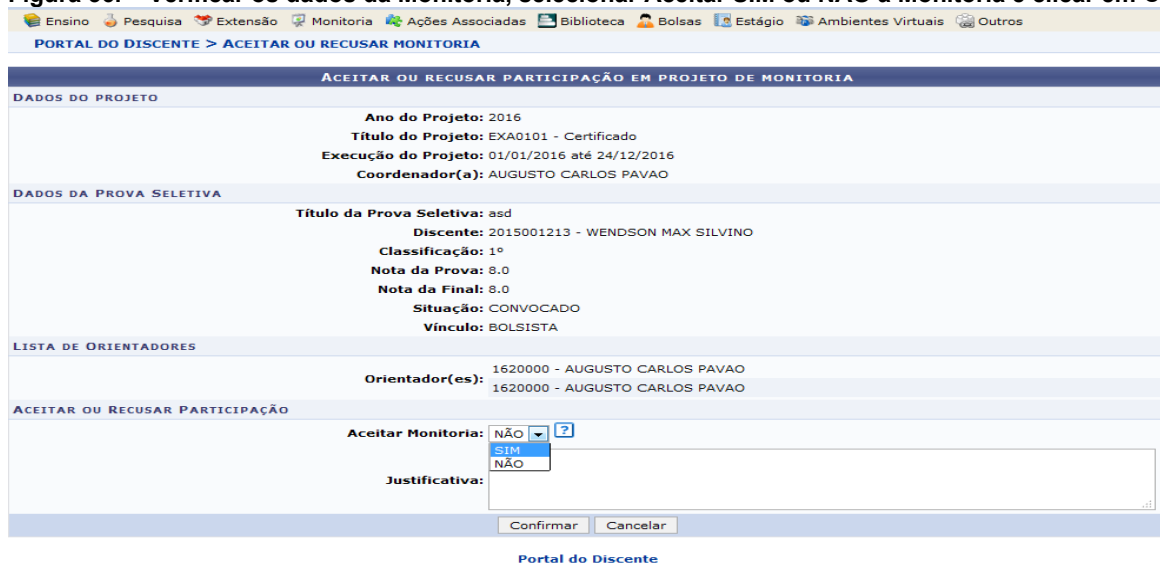 Ensino Pesquisa Extensão Monitoria Ações Associadas Biblioteca Bolsas Estágio Ambientes Virtuais Outros
PORTAL DO DISCENTE > ACEITAR OU RECUSAR MONITORIA
ACEITAR OU RECUSAR PARTICIPAÇÃO EM PROJETO DE MONITORIA
DADOS DO PROJETO
Ano do Projeto: 2016
Título do Projeto: EXA0101 - Certificado
Execução do Projeto: 01/01/2016 até 24/12/2016
Coordenador(a): AUGUSTO CARLOS PAVAO
DADOS DA PROVA SELETIVA
Título da Prova Seletiva: asd
Discente: 2015001213 - WENDSON MAX SILVINO
Classificação: 1º
Nota da Prova: 8.0
Nota da Final: 8.0
Situação: CONVOCADO
Vínculo: BOLSISTA
LISTA DE ORIENTADORES
Orientador(es): 1620000 - AUGUSTO CARLOS PAVAO
1620000 - AUGUSTO CARLOS PAVAO
ACEITAR OU RECUSAR PARTICIPAÇÃO
Aceitar Monitoria: NÃO ?
SIM
NÃO
Justificativa:
Confirmar Cancelar
Portal do Discente